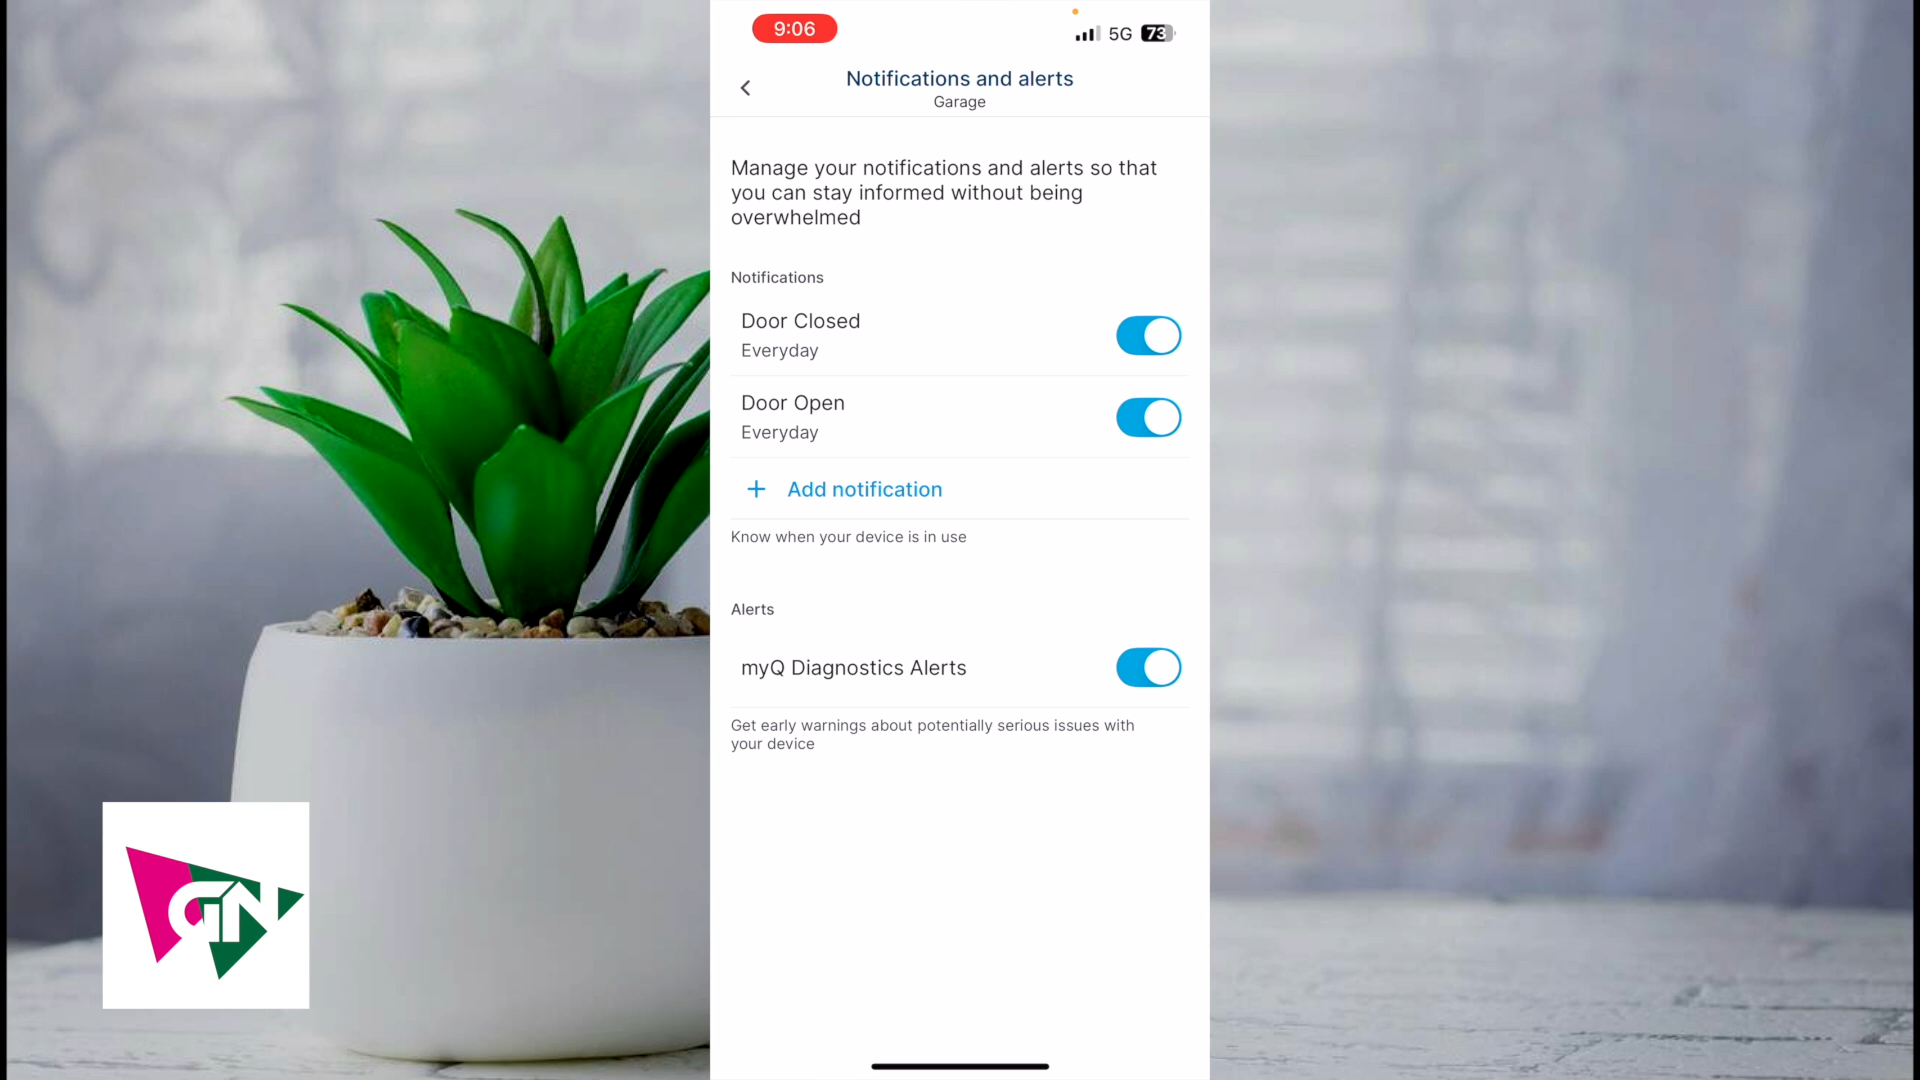 9:06
5G 73
Notifications and alerts
Garage
Manage your notifications and alerts so that
you can stay informed without being
overwhelmed
Notifications
Door Closed
Everyday
Door Open
Everyday
+ Add notification
Know when your device is in use
Alerts
myQ Diagnostics Alerts
Get early warnings about potentially serious issues with
your device
GIN